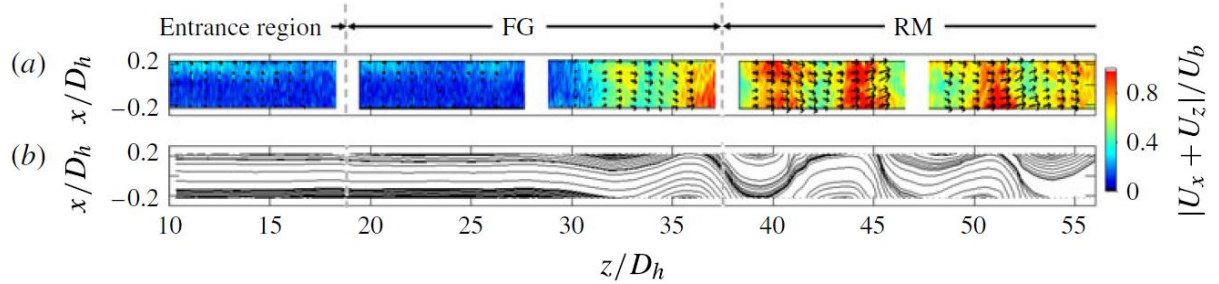 Entrance region FG RM
(a)
x/D_h
0.2
−0.2
0.8
0.4
0
|U_x + U_z|/U_b
(b)
x/D_h
0.2
−0.2
10 15 20 25 30 35 40 45 50 55
z/D_h